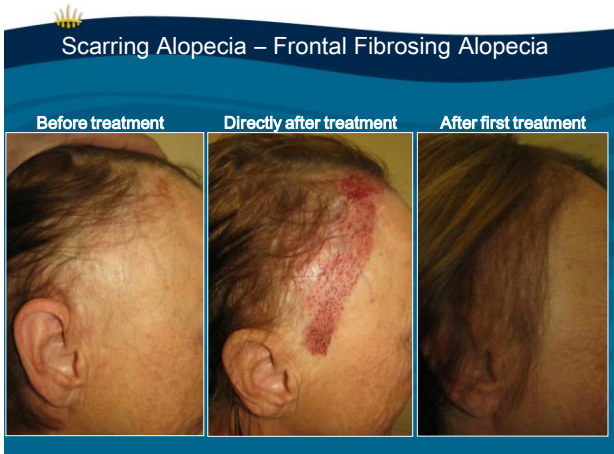 Scarring Alopecia – Frontal Fibrosing Alopecia
Before treatment
Directly after treatment
After first treatment